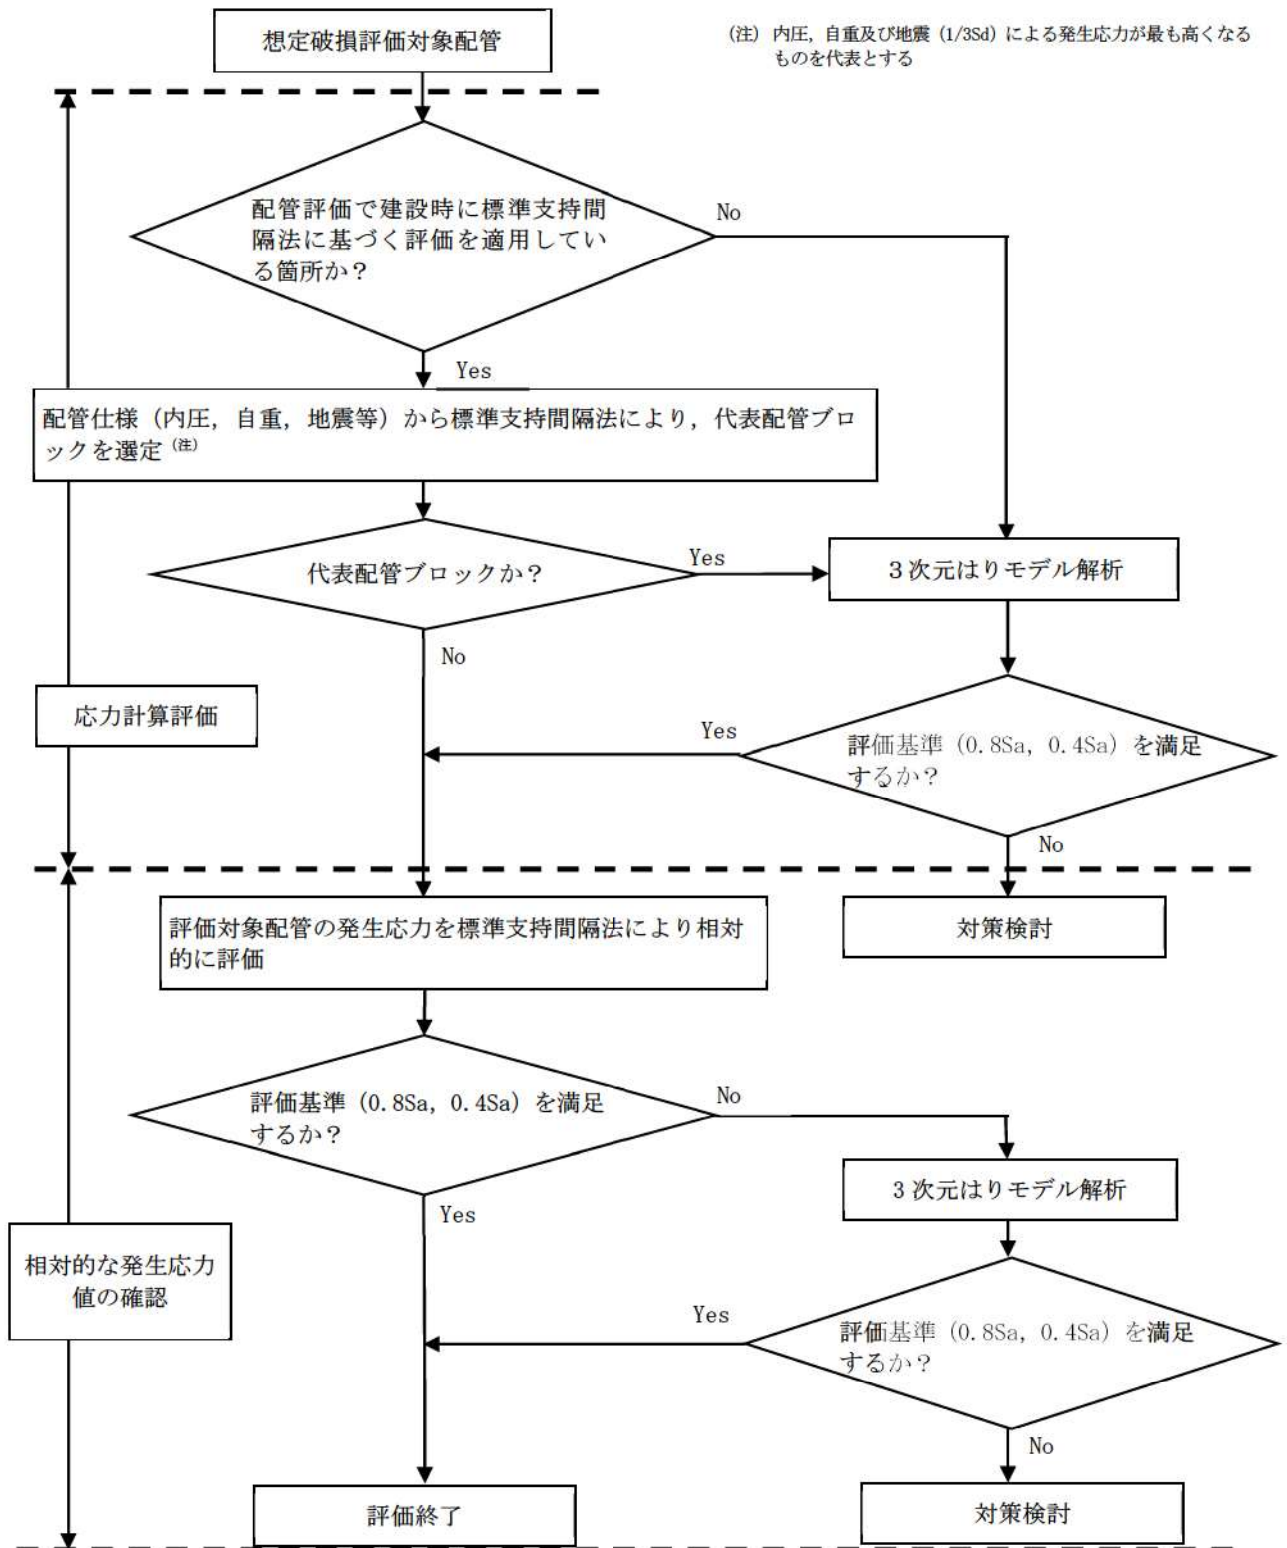 想定破損評価対象配管
(注) 内圧，自重及び地震（1/3Sd）による発生応力が最も高くなる
ものを代表とする
配管評価で建設時に標準支持間
隔法に基づく評価を適用してい
る箇所か？
No
Yes
配管仕様（内圧，自重，地震等）から標準支持間隔法により，代表配管ブロ
ックを選定（注）
代表配管ブロックか？
Yes
３次元はりモデル解析
No
応力計算評価
Yes
評価基準（0.8Sa，0.4Sa）を満足
するか？
No
評価対象配管の発生応力を標準支持間隔法により相対
的に評価
対策検討
評価基準（0.8Sa，0.4Sa）を満足
するか？
No
3 次元はりモデル解析
Yes
相対的な発生応力
値の確認
Yes
評価基準（0.8Sa，0.4Sa）を満足
するか？
No
評価終了
対策検討